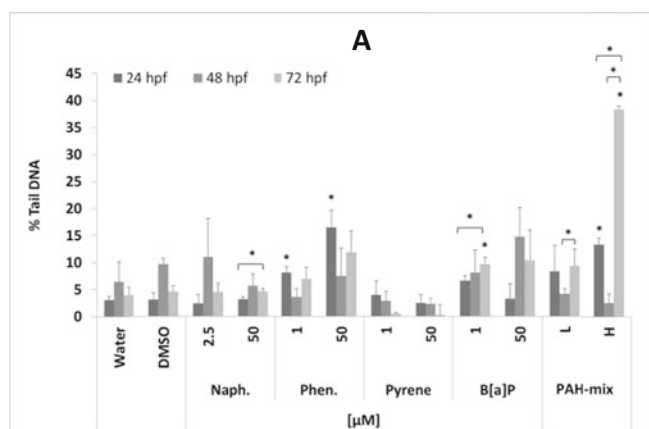 A
45
40
35
30
25
20
15
10
5
0
% Tail DNA
24 hpf 48 hpf 72 hpf
* * * * * * * * * * *
Water DMSO 2.5 50 1 50 1 50 1 50 L H
Naph. Phen. Pyrene B[a]P PAH-mix
[µM]